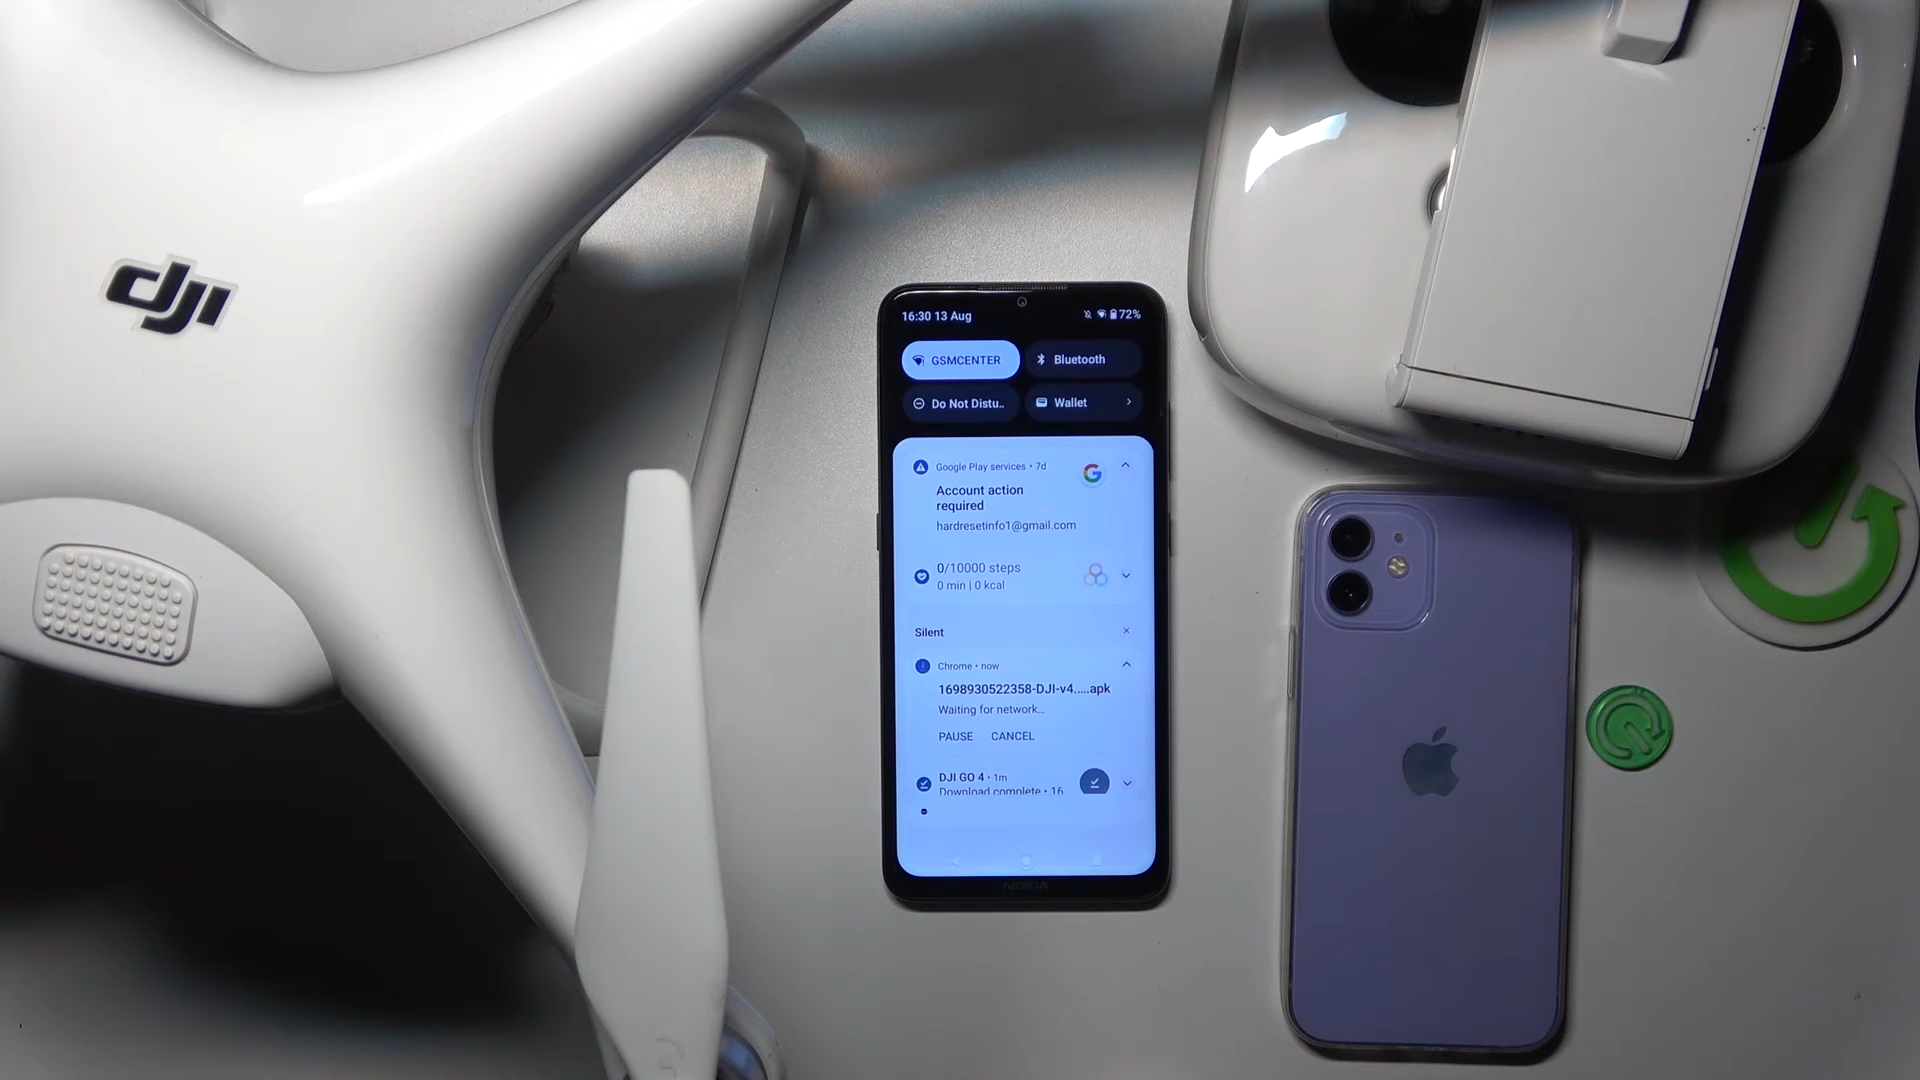 dji
16:30 13 Aug
72%
GSMCENTER
Bluetooth
Do Not Distu..
Wallet
Google Play services • 7d
Account action
required
hardresetinfo1@gmail.com
0/10000 steps
0 min | 0 kcal
Silent
Chrome • now
1698930522358-DJI-v4.....apk
Waiting for network...
PAUSE CANCEL
DJI GO 4 • 1m
Download complete • 16
NOKIA